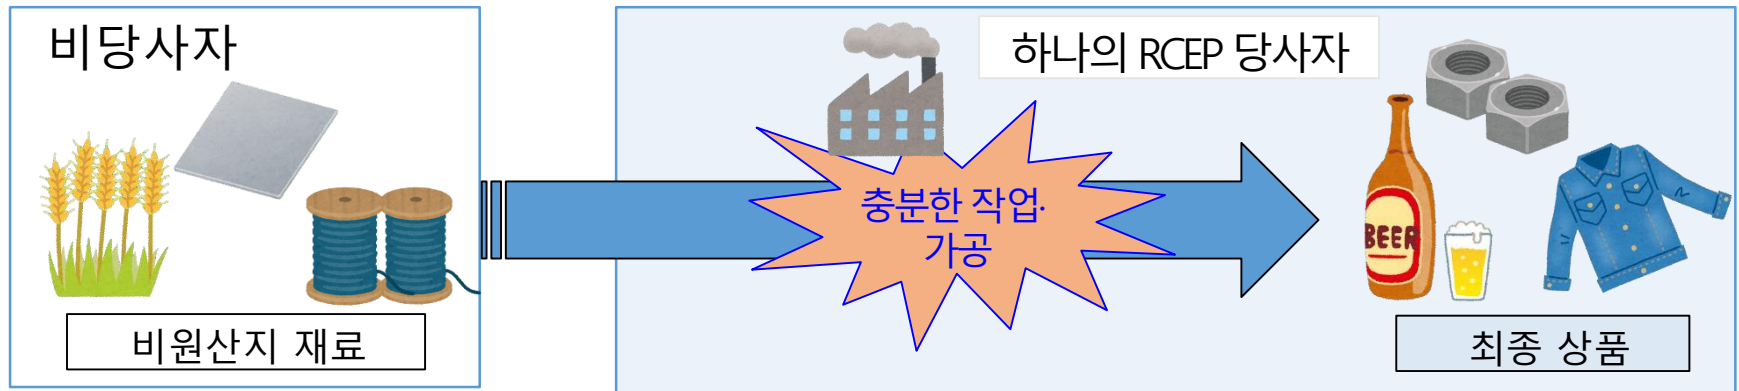 비당사자
비원산지 재료
하나의 RCEP 당사자
충분한 작업·
가공
BEER
최종 상품